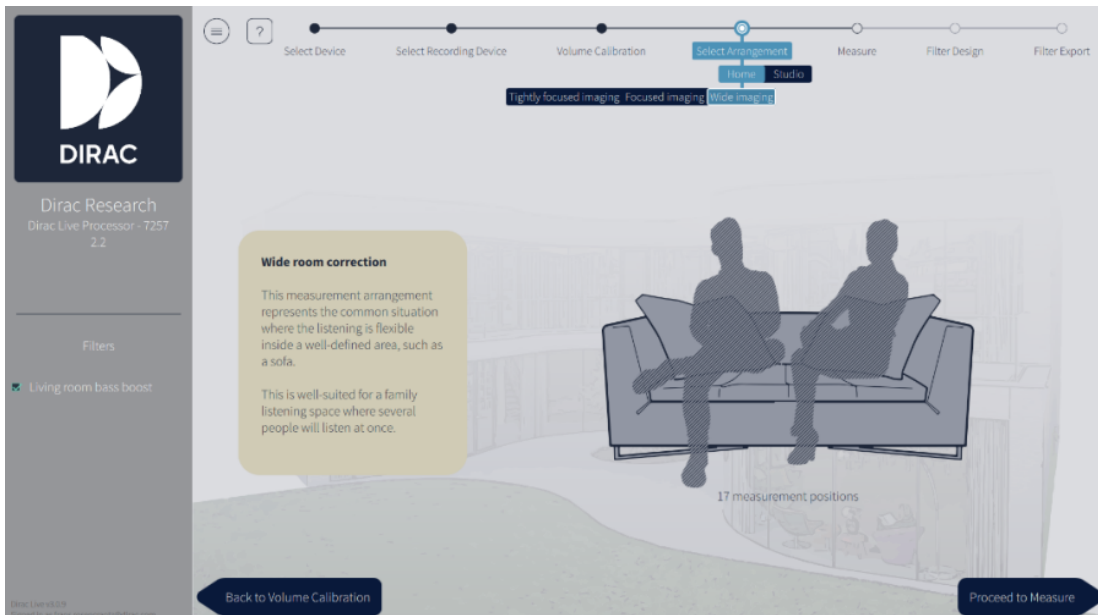 DIRAC
Dirac Research
Dirac Live Processor - 7257
2.2
Filters
Living room bass boost
?
Select Device
Select Recording Device
Volume Calibration
Select Arrangement
Measure
Filter Design
Filter Export
Home
Studio
Tightly focused imaging
Focused imaging
Wide imaging
Wide room correction
This measurement arrangement
represents the common situation
where the listening is flexible
inside a well-defined area, such as
a sofa.
This is well-suited for a family
listening space where several
people will listen at once.
17 measurement positions
Back to Volume Calibration
Proceed to Measure